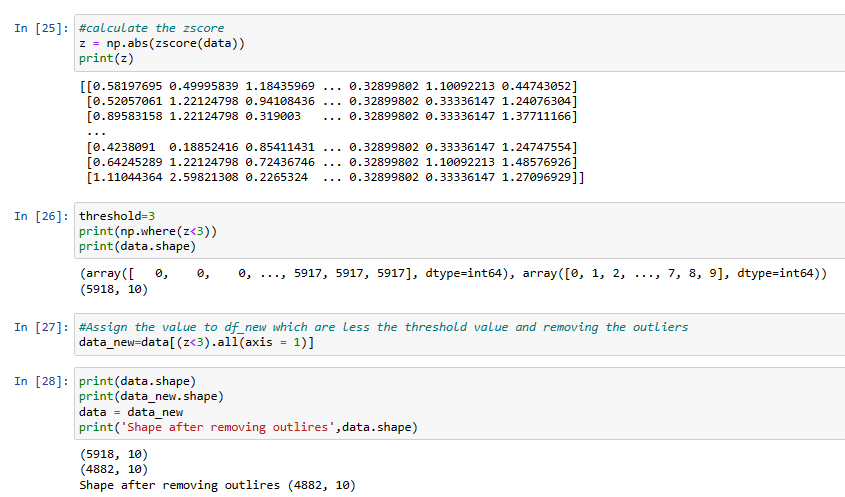 In [25]: #calculate the zscore
z = np.abs(zscore(data))
print(z)
[[0.58197695 0.49995839 1.18435969 ... 0.32899802 1.10092213 0.44743052]
[0.52057061 1.22124798 0.94108436 ... 0.32899802 0.33336147 1.24076304]
[0.89583158 1.22124798 0.319003 ... 0.32899802 0.33336147 1.37711166]
...
[0.4238091 0.18852416 0.85411431 ... 0.32899802 0.33336147 1.24747554]
[0.64245289 1.22124798 0.72436746 ... 0.32899802 1.10092213 1.48576926]
[1.11044364 2.59821308 0.2265324 ... 0.32899802 0.33336147 1.27096929]]
In [26]: threshold=3
print(np.where(z<3))
print(data.shape)
(array([ 0, 0, 0, ..., 5917, 5917, 5917], dtype=int64), array([0, 1, 2, ..., 7, 8, 9], dtype=int64))
(5918, 10)
In [27]: #Assign the value to df_new which are less the threshold value and removing the outliers
data_new=data[(z<3).all(axis = 1)]
In [28]: print(data.shape)
print(data_new.shape)
data = data_new
print('Shape after removing outlires',data.shape)
(5918, 10)
(4882, 10)
Shape after removing outlires (4882, 10)